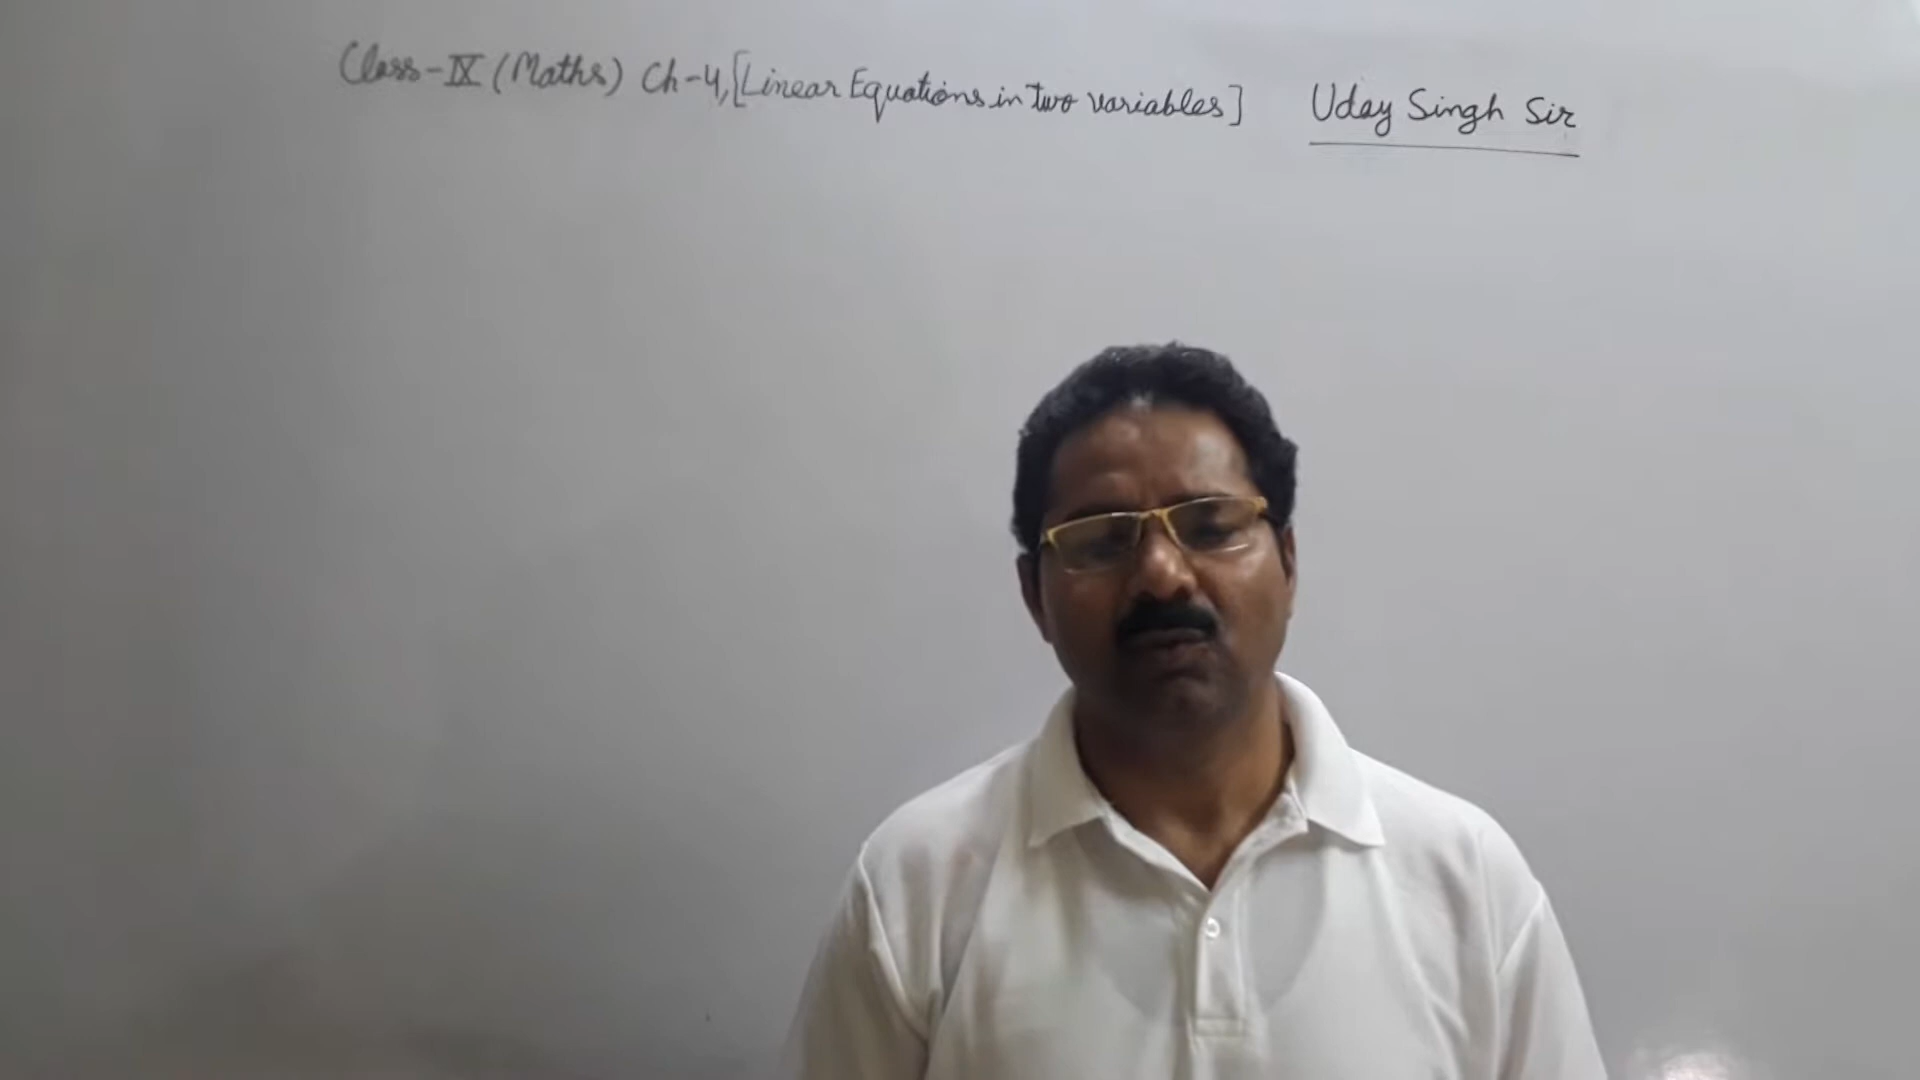 Class-IX (Maths) Ch-4, [Linear Equations in two variables] Uday Singh Sir